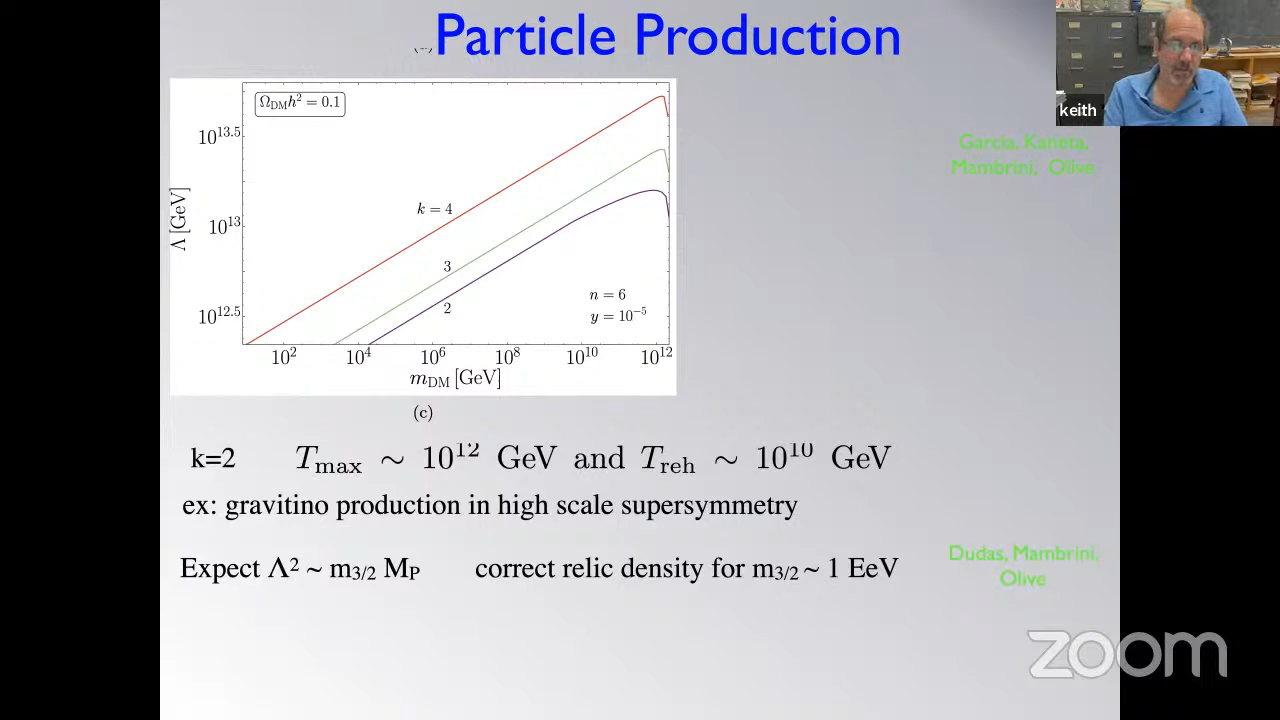 Particle Production
keith
Garcia, Kaneta,
Mambrini, Olive
Ω_DM h² = 0.1
10^13.5
10^13
10^12.5
Λ [GeV]
k = 4
3
2
n = 6
y = 10^−5
10² 10⁴ 10⁶ 10⁸ 10^10 10^12
m_DM [GeV]
(c)
k=2 T_max ~ 10^12 GeV and T_reh ~ 10^10 GeV
ex: gravitino production in high scale supersymmetry
Expect Λ² ~ m_3/2 M_P correct relic density for m_3/2 ~ 1 EeV
Dudas, Mambrini,
Olive
zoom